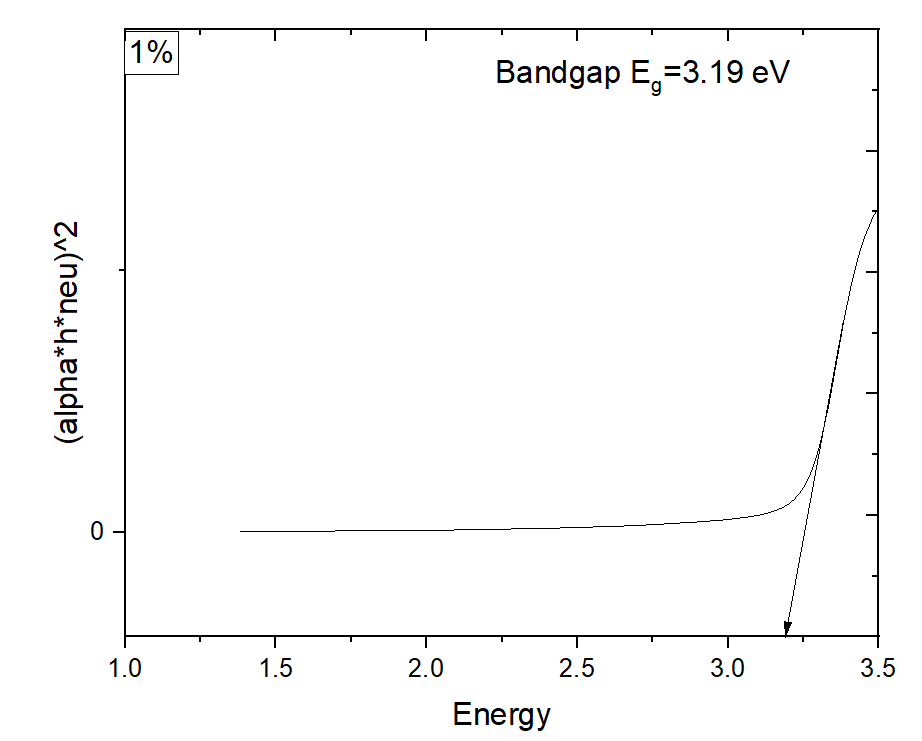 1%
Bandgap Eg=3.19 eV
(alpha*h*neu)^2
0
1.0 1.5 2.0 2.5 3.0 3.5
Energy